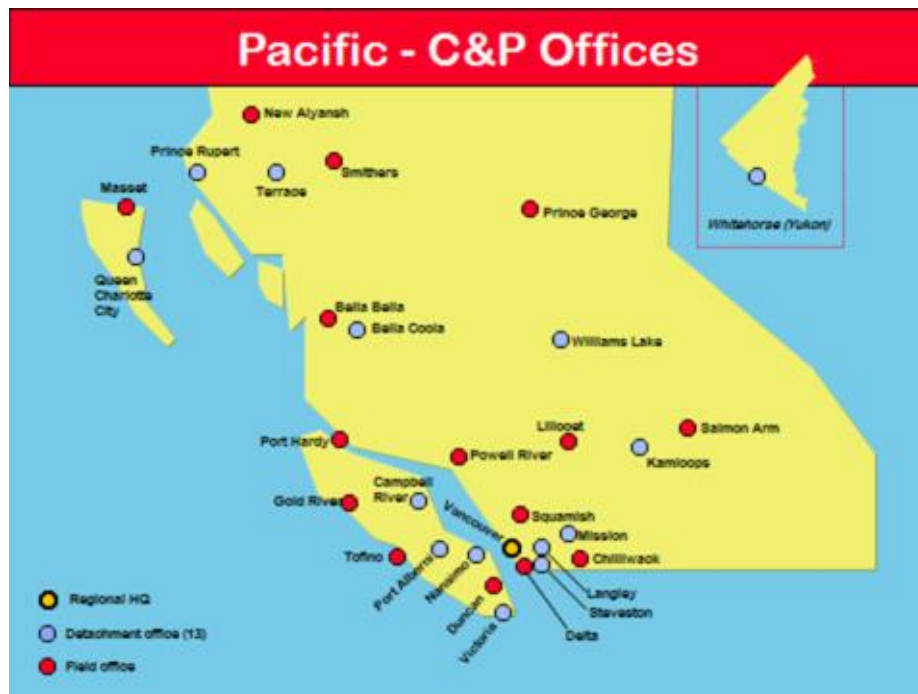 Pacific - C&P Offices
New Aiyansh
Prince Rupert
Terrace
Smithers
Masset
Prince George
Whitehorse (Yukon)
Queen
Charlotte
City
Bella Bella
Bella Coola
Williams Lake
Port Hardy
Powell River
Lillooet
Salmon Arm
Kamloops
Campbell
River
Gold River
Vancouver
Squamish
Mission
Tofino
Port Alberni
Nanaimo
Chilliwack
Duncan
Victoria
Langley
Steveston
Delta
Regional HQ
Detachment office (13)
Field office